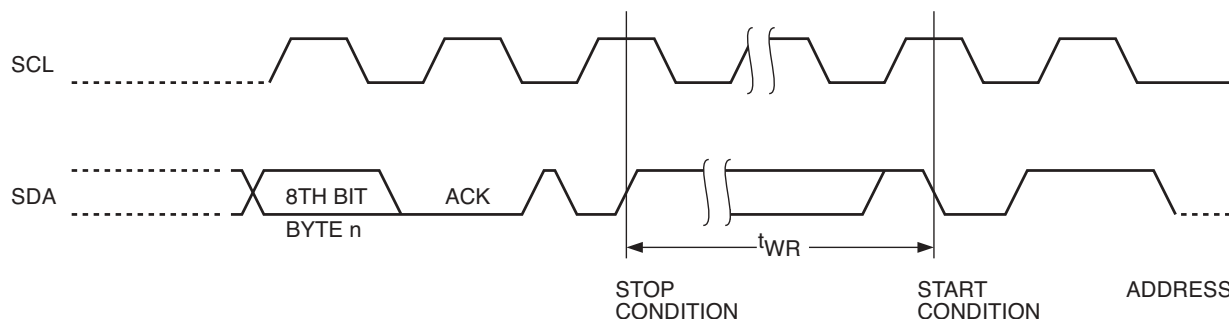 SCL
SDA
8TH BIT
ACK
BYTE n
tWR
STOP
CONDITION
START
CONDITION
ADDRESS